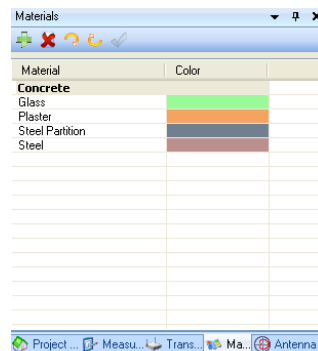 Materials
Material Color
Concrete
Glass
Plaster
Steel Partition
Steel
Project ... Measu... Trans... Ma... Antenna